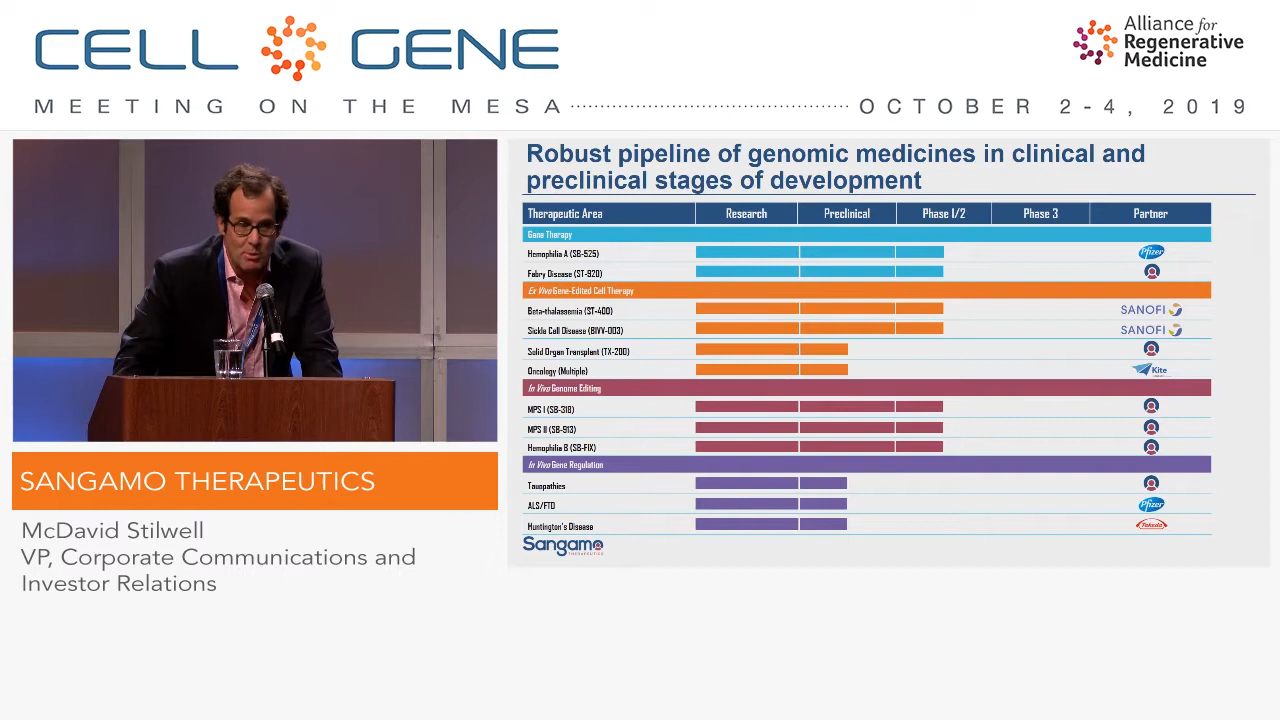 CELL GENE
Alliance for
Regenerative
Medicine
MEETING ON THE MESA
OCTOBER 2-4, 2019
Robust pipeline of genomic medicines in clinical and
preclinical stages of development
Therapeutic Area Research Preclinical Phase 1/2 Phase 3 Partner
Gene Therapy
Hemophilia A (SB-525) Pfizer
Fabry Disease (ST-920)
Ex Vivo Gene-Edited Cell Therapy
Beta-thalassemia (ST-400) SANOFI
Sickle Cell Disease (BIVV-003) SANOFI
Solid Organ Transplant (TX-200)
Oncology (Multiple) Kite
In Vivo Genome Editing
MPS I (SB-318)
MPS II (SB-913)
Hemophilia B (SB-FIX)
In Vivo Gene Regulation
Tauopathies
ALS/FTD Pfizer
Huntington's Disease Takeda
Sangamo
THERAPEUTICS
SANGAMO THERAPEUTICS
McDavid Stilwell
VP, Corporate Communications and
Investor Relations